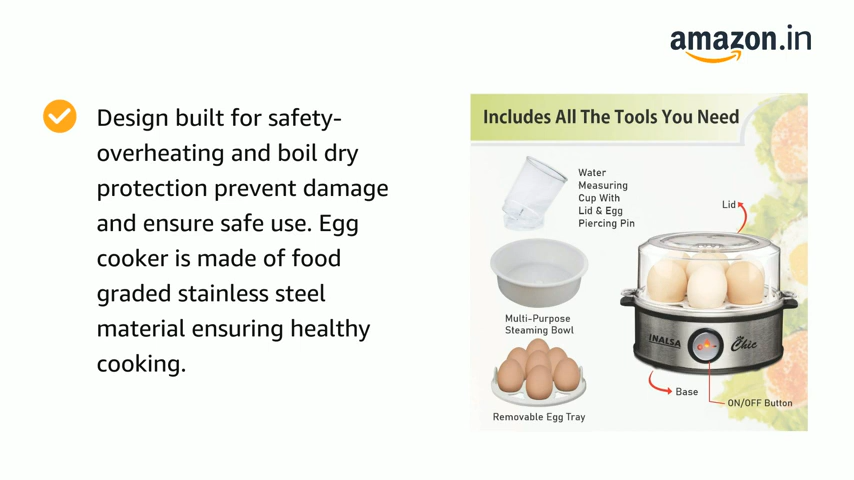 amazon.in
Design built for safety-
overheating and boil dry
protection prevent damage
and ensure safe use. Egg
cooker is made of food
graded stainless steel
material ensuring healthy
cooking.
Includes All The Tools You Need
Water
Measuring
Cup With
Lid & Egg
Piercing Pin
Lid
Multi-Purpose
Steaming Bowl
INALSA
Chic
Base
ON/OFF Button
Removable Egg Tray